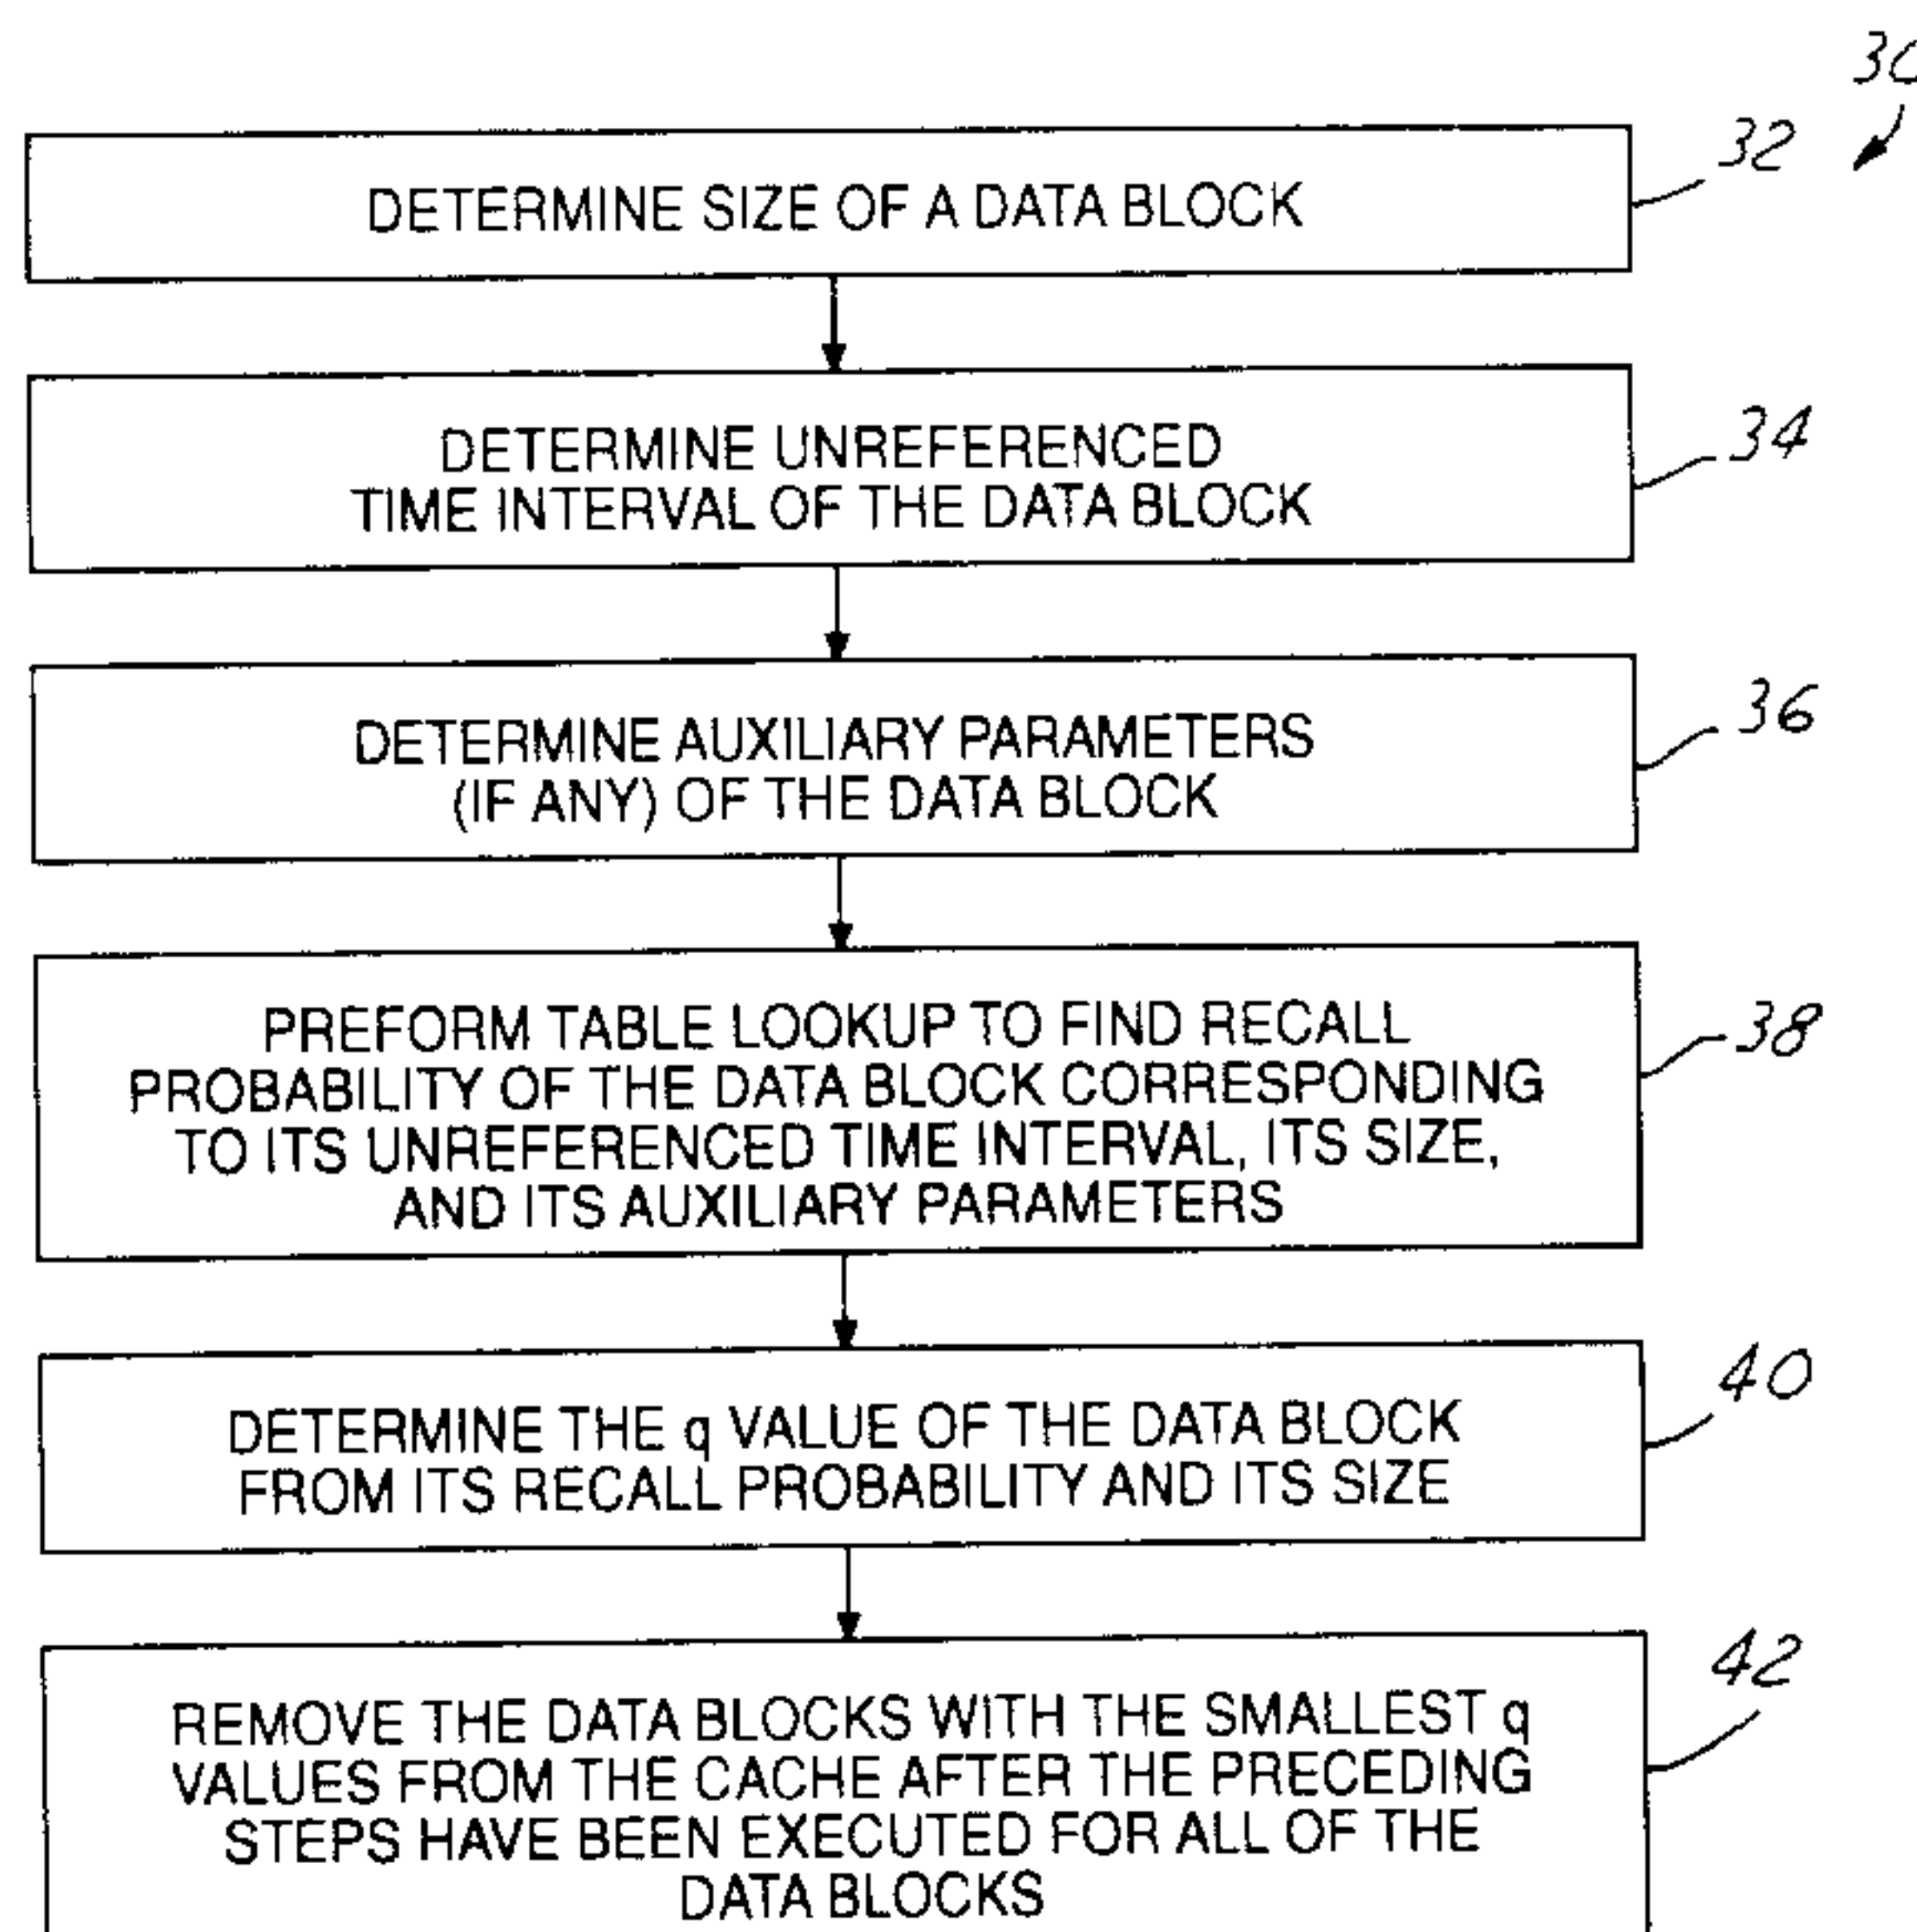 30
32
DETERMINE SIZE OF A DATA BLOCK
34
DETERMINE UNREFERENCED
TIME INTERVAL OF THE DATA BLOCK
36
DETERMINE AUXILIARY PARAMETERS
(IF ANY) OF THE DATA BLOCK
38
PREFORM TABLE LOOKUP TO FIND RECALL
PROBABILITY OF THE DATA BLOCK CORRESPONDING
TO ITS UNREFERENCED TIME INTERVAL, ITS SIZE,
AND ITS AUXILIARY PARAMETERS
40
DETERMINE THE q VALUE OF THE DATA BLOCK
FROM ITS RECALL PROBABILITY AND ITS SIZE
42
REMOVE THE DATA BLOCKS WITH THE SMALLEST q
VALUES FROM THE CACHE AFTER THE PRECEDING
STEPS HAVE BEEN EXECUTED FOR ALL OF THE
DATA BLOCKS